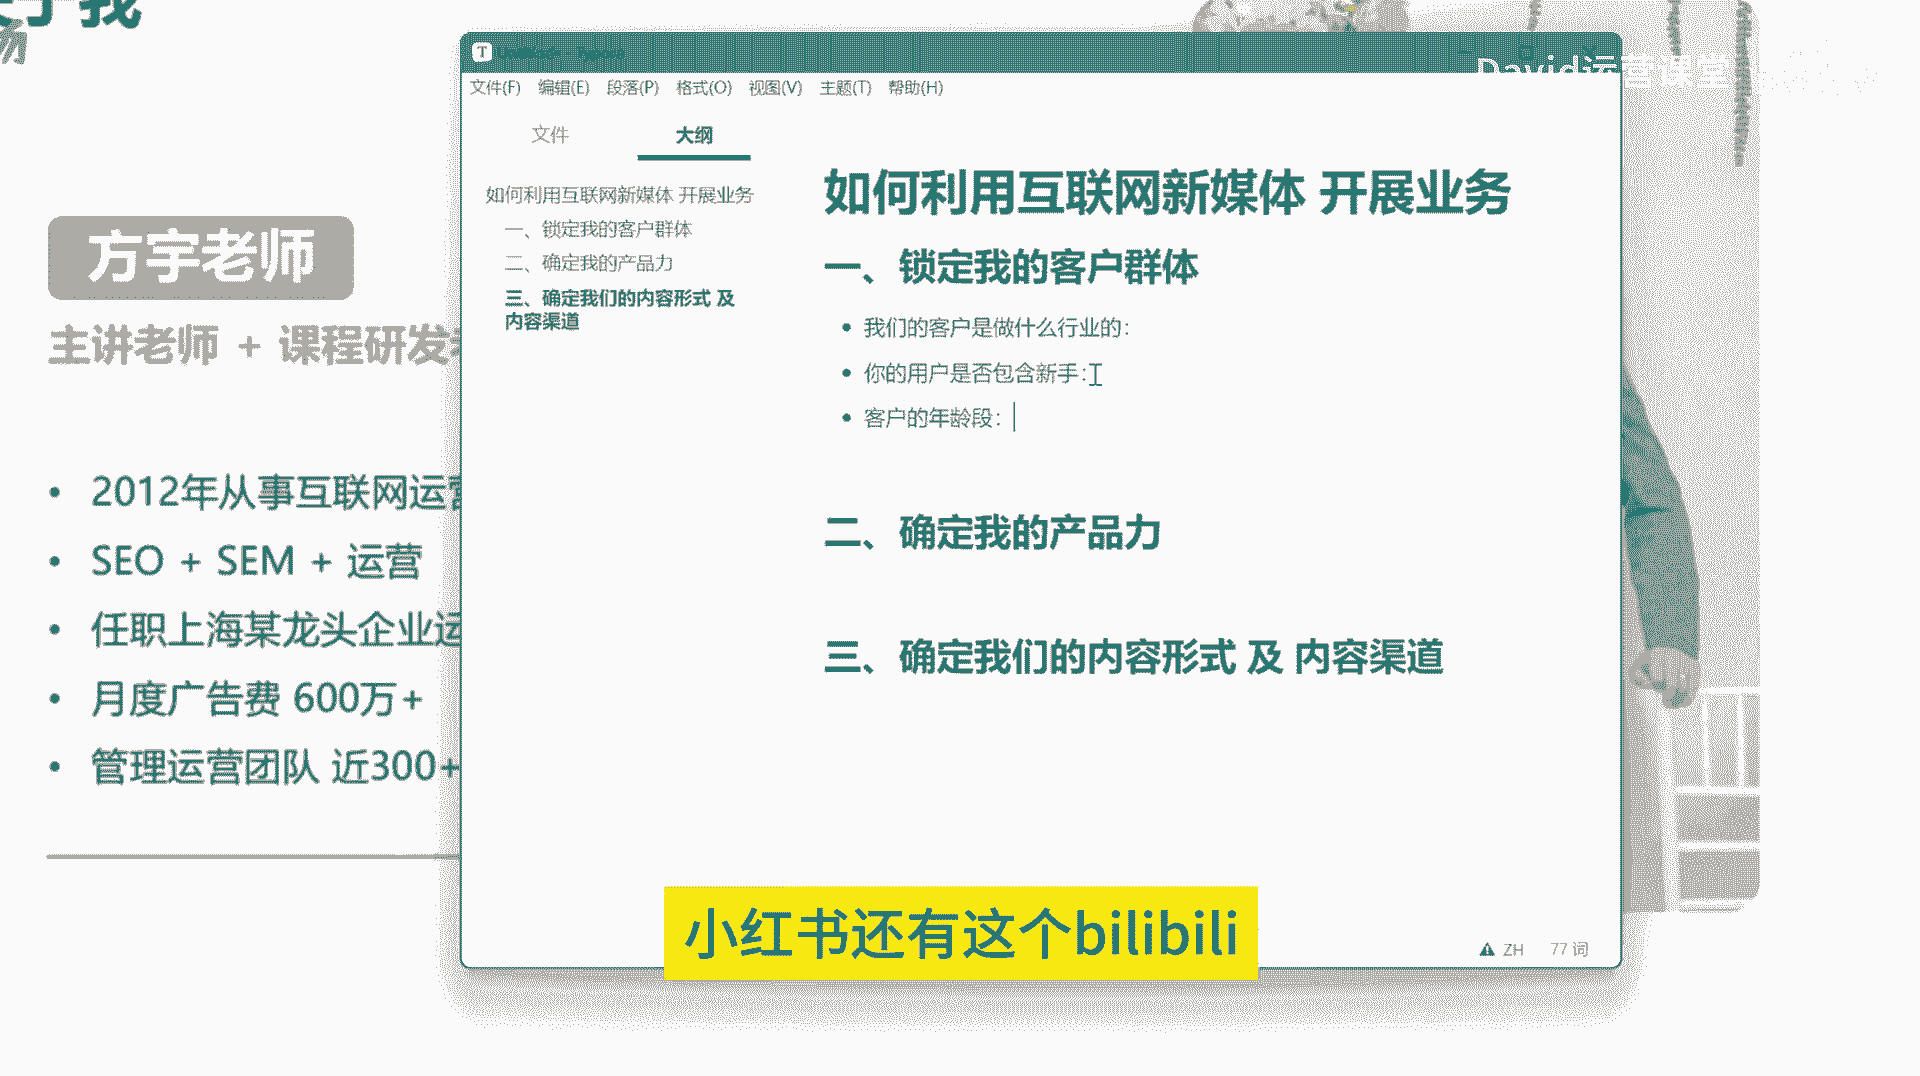 于我
方宇老师
主讲老师 + 课程研发
2012年从事互联网运营
SEO + SEM + 运营
任职上海某龙头企业运
月度广告费 600万+
管理运营团队 近300+
David运营课堂
文件(F) 编辑(E) 段落(P) 格式(O) 视图(V) 主题(T) 帮助(H)
文件 大纲
如何利用互联网新媒体 开展业务
一、锁定我的客户群体
二、确定我的产品力
三、确定我们的内容形式 及
内容渠道
如何利用互联网新媒体 开展业务
一、锁定我的客户群体
我们的客户是做什么行业的：
你的用户是否包含新手：
客户的年龄段：
二、确定我的产品力
三、确定我们的内容形式 及 内容渠道
ZH 77 词
小红书还有这个bilibili